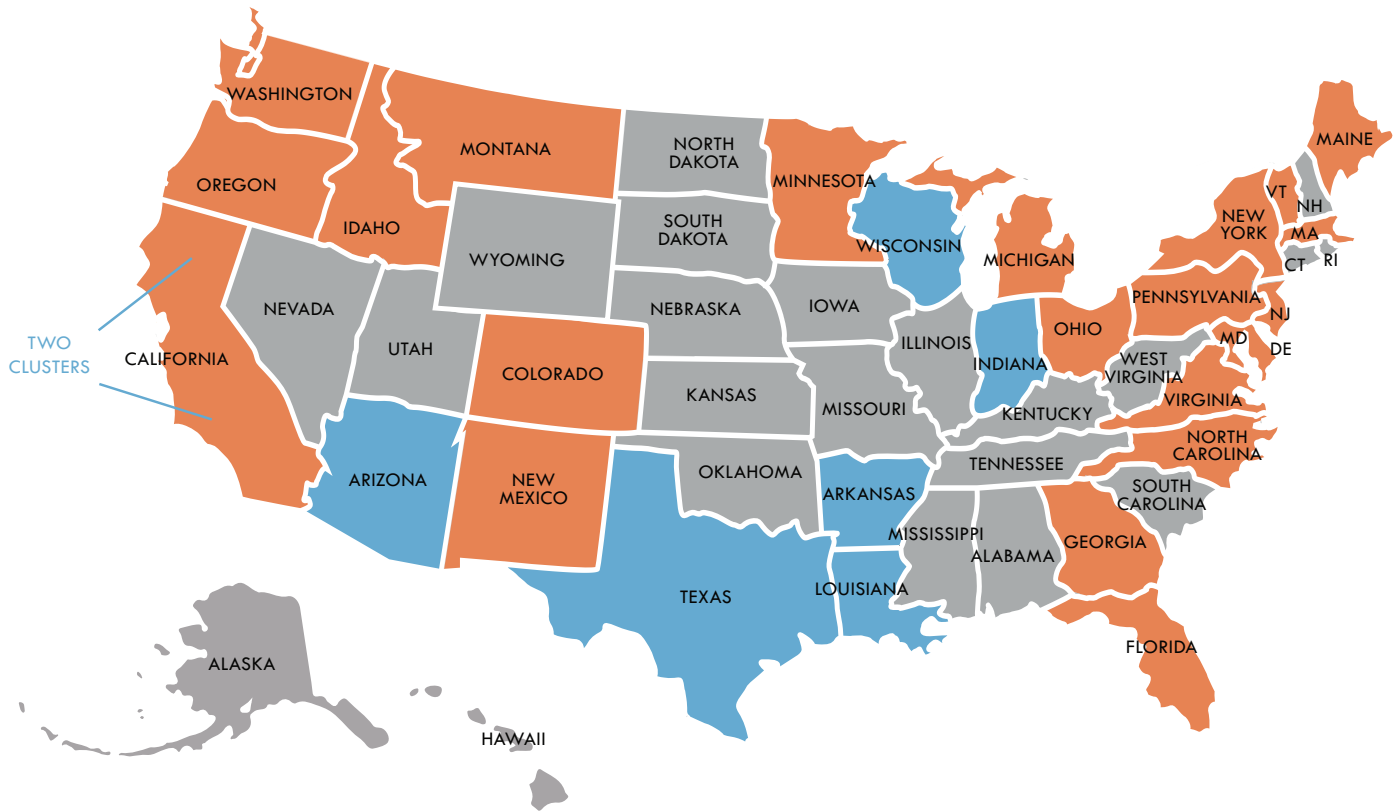 WASHINGTON
MONTANA
NORTH
DAKOTA
MINNESOTA
MAINE
OREGON
IDAHO
SOUTH
DAKOTA
WISCONSIN
MICHIGAN
NEW
YORK
VT
NH
MA
CT
RI
WYOMING
NEVADA
UTAH
NEBRASKA
IOWA
ILLINOIS
INDIANA
OHIO
PENNSYLVANIA
NJ
MD
DE
TWO
CLUSTERS
CALIFORNIA
COLORADO
KANSAS
MISSOURI
KENTUCKY
WEST
VIRGINIA
VIRGINIA
NORTH
CAROLINA
TENNESSEE
ARIZONA
NEW
MEXICO
OKLAHOMA
ARKANSAS
SOUTH
CAROLINA
MISSISSIPPI
ALABAMA
GEORGIA
TEXAS
LOUISIANA
FLORIDA
ALASKA
HAWAII